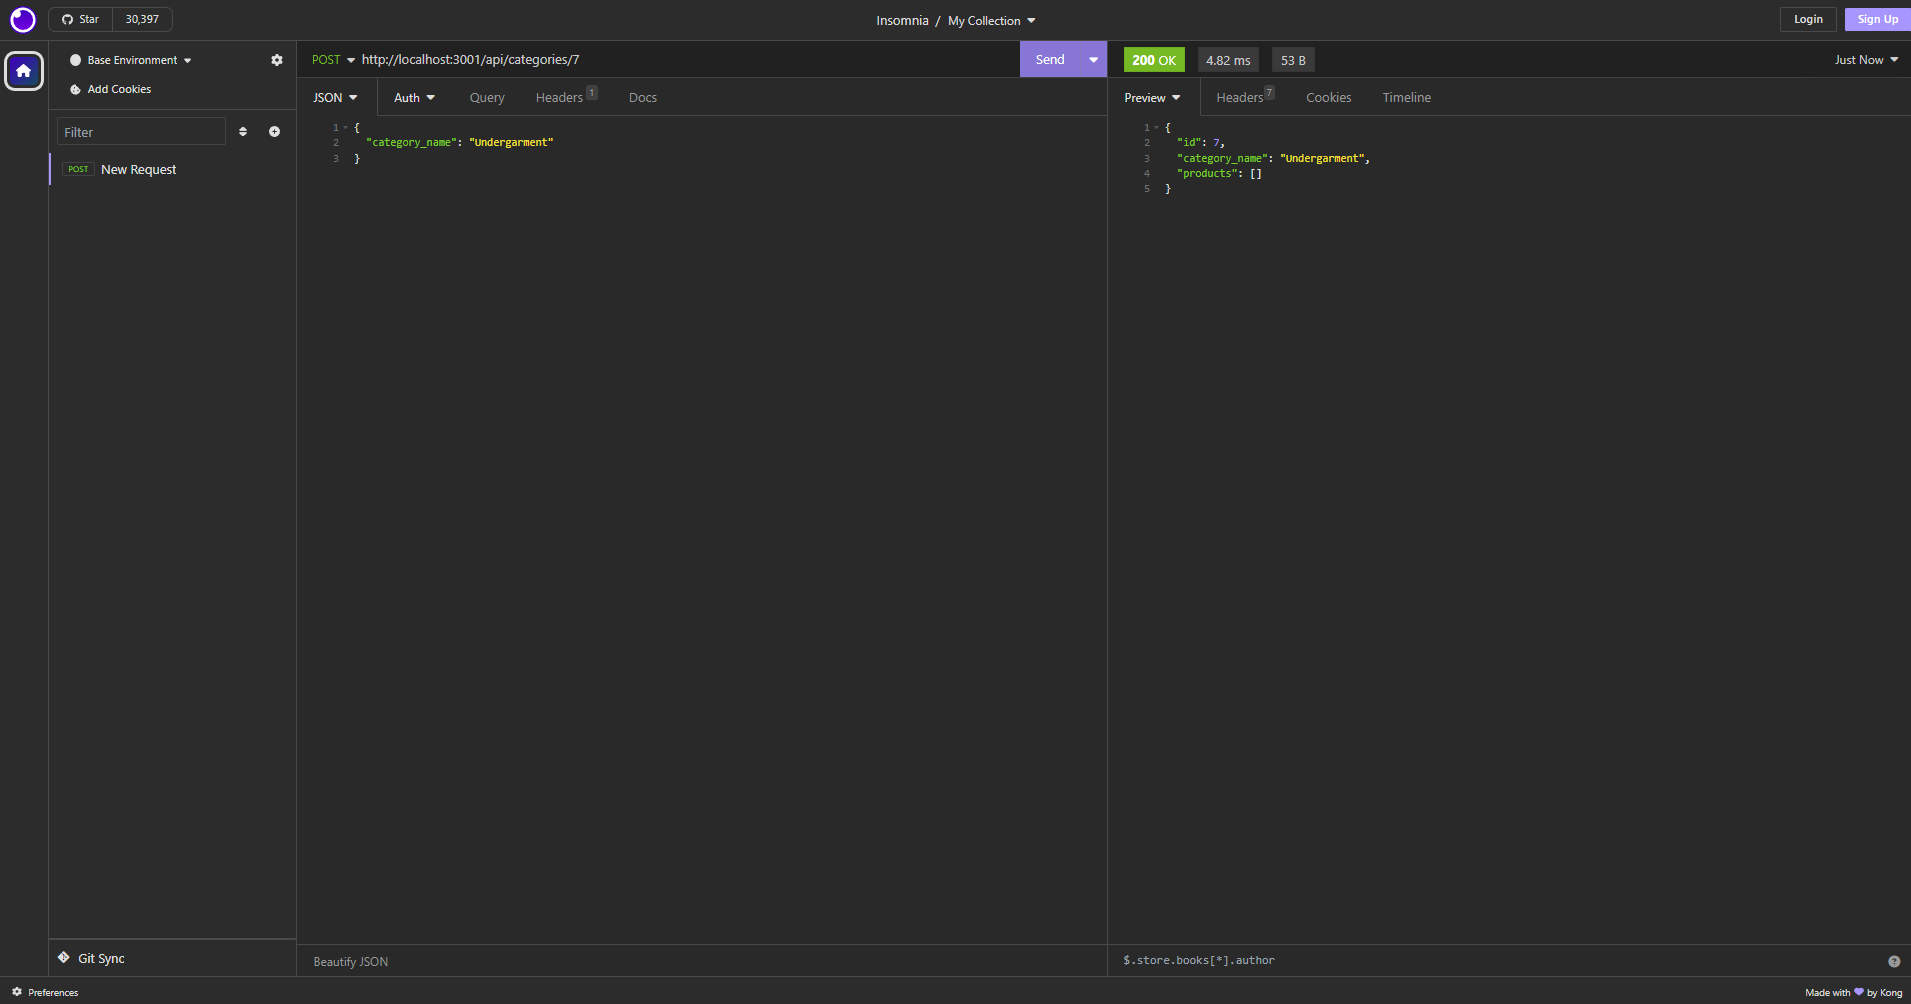 Star 30,397
Insomnia / My Collection
Login Sign Up
Base Environment
Add Cookies
Filter
POST New Request
Git Sync
Preferences
POST http://localhost:3001/api/categories/7 Send
JSON Auth Query Headers 1 Docs
1 {
2 "category_name": "Undergarment"
3 }
Beautify JSON
200 OK 4.82 ms 53 B Just Now
Preview Headers 7 Cookies Timeline
1 {
2 "id": 7,
3 "category_name": "Undergarment",
4 "products": []
5 }
$.store.books[*].author ?
Made with by Kong